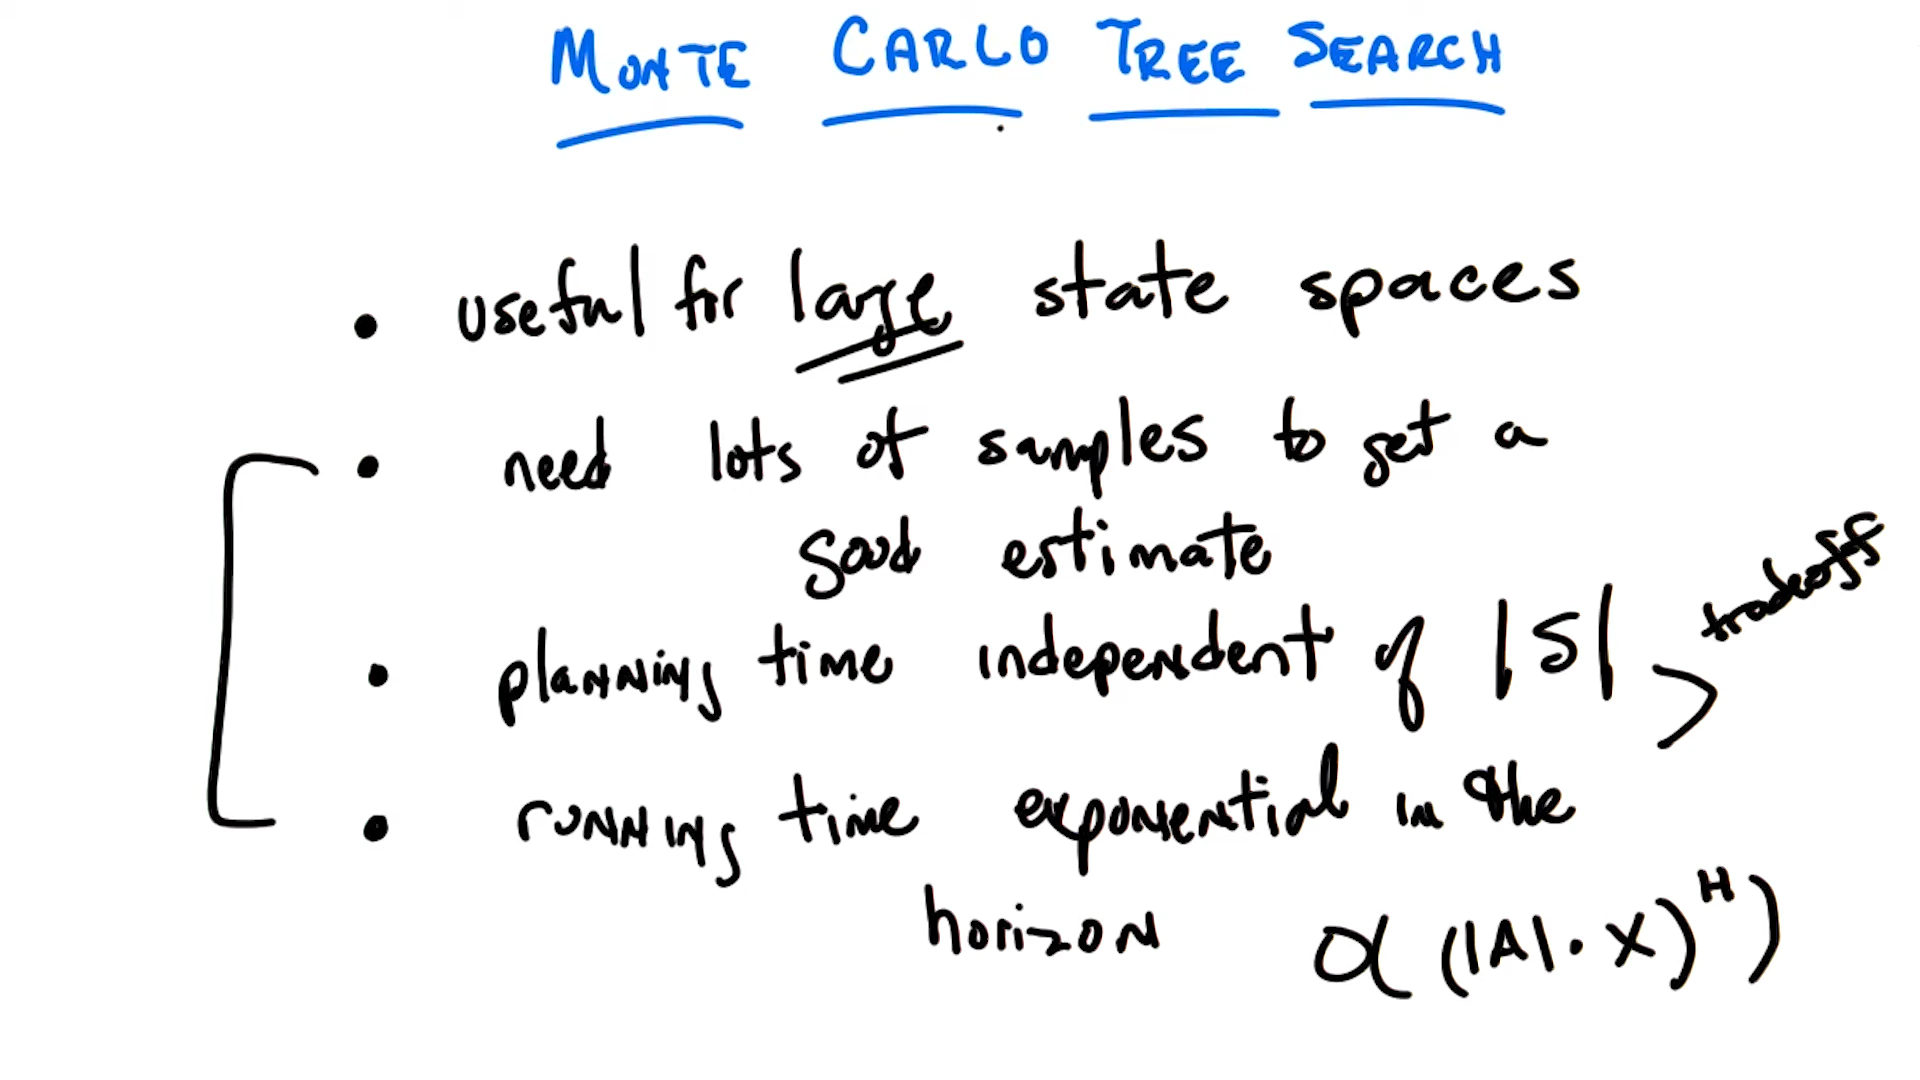 MONTE CARLO TREE SEARCH
• useful for large state spaces
• need lots of samples to get a
good estimate
• planning time independent of |S|
tradeoff
• running time exponential in the
horizon O((|A|·X)^H)